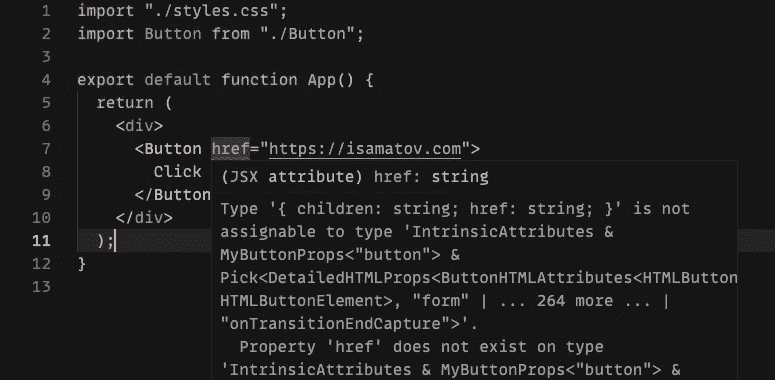 1 import "./styles.css";
2 import Button from "./Button";
3
4 export default function App() {
5 return (
6 <div>
7 <Button href="https://isamatov.com">
8 Click
9 </Button
10 </div>
11 );
12 }
13
(JSX attribute) href: string
Type '{ children: string; href: string; }' is not
assignable to type 'IntrinsicAttributes &
MyButtonProps<"button"> &
Pick<DetailedHTMLProps<ButtonHTMLAttributes<HTMLButton
HTMLButtonElement>, "form" | ... 264 more ... |
"onTransitionEndCapture">'.
Property 'href' does not exist on type
'IntrinsicAttributes & MyButtonProps<"button"> &